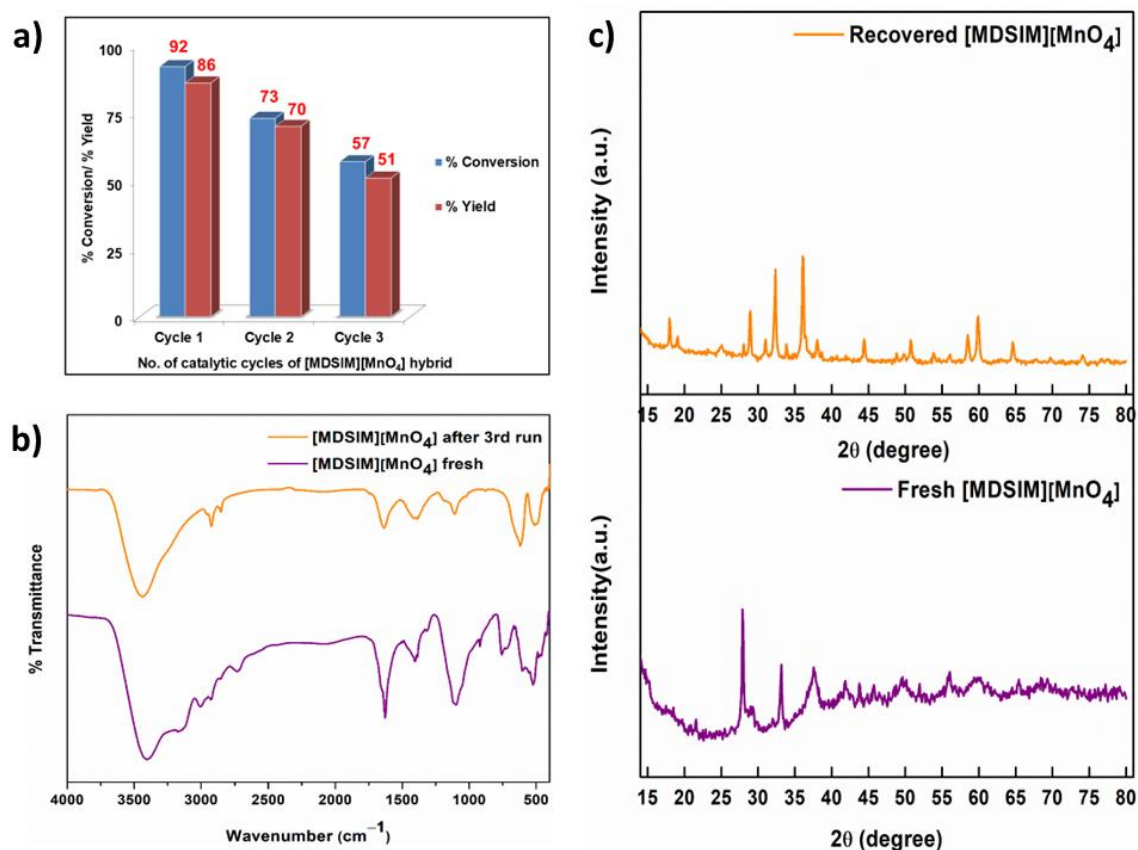 a)
100
75
50
25
0
% Conversion/ % Yield
92
86
73
70
57
51
% Conversion
% Yield
Cycle 1
Cycle 2
Cycle 3
No. of catalytic cycles of [MDSIM][MnO₄] hybrid
b)
[MDSIM][MnO₄] after 3rd run
[MDSIM][MnO₄] fresh
% Transmittance
4000 3500 3000 2500 2000 1500 1000 500
Wavenumber (cm⁻¹)
c)
Recovered [MDSIM][MnO₄]
Intensity (a.u.)
15 20 25 30 35 40 45 50 55 60 65 70 75 80
2θ (degree)
Fresh [MDSIM][MnO₄]
Intensity(a.u.)
15 20 25 30 35 40 45 50 55 60 65 70 75 80
2θ (degree)